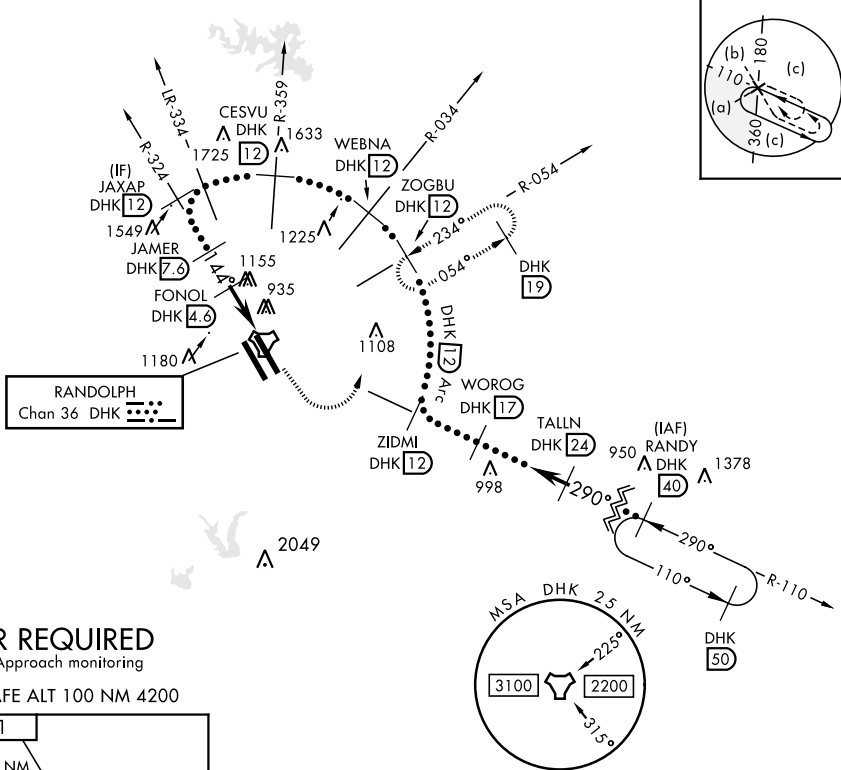 180
(b)
110
(c)
(a)
360
(c)
R-324
LR-334
R-359
R-034
R-054
CESVU
DHK
12
1725
1633
WEBNA
DHK 12
ZOGBU
DHK 12
(IF)
JAXAP
DHK 12
1549
1225
234°
054°
DHK
19
JAMER
DHK 7.6
144°
1155
935
FONOL
DHK 4.6
1180
1108
DHK 12 Arc
RANDOLPH
Chan 36 DHK
WOROG
DHK 17
ZIDMI
DHK 12
998
TALLN
DHK 24
950
(IAF)
RANDY
DHK
40
1378
290°
290°
110°
R-110
DHK
50
2049
MSA DHK 25 NM
225°
3100
2200
315°
R REQUIRED
Approach monitoring
FE ALT 100 NM 4200
1
NM